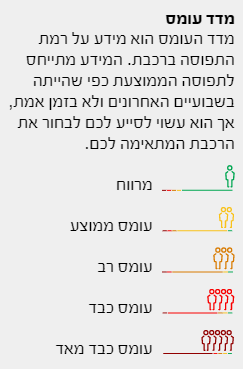 מדד עומס
מדד העומס הוא מידע על רמת
התפוסה ברכבת. המידע מתייחס
לתפוסה הממוצעת כפי שהייתה
בשבועיים האחרונים ולא בזמן אמת,
אך הוא עשוי לסייע לכם לבחור את
הרכבת המתאימה לכם.
מרווח
עומס ממוצע
עומס רב
עומס כבד
עומס כבד מאד